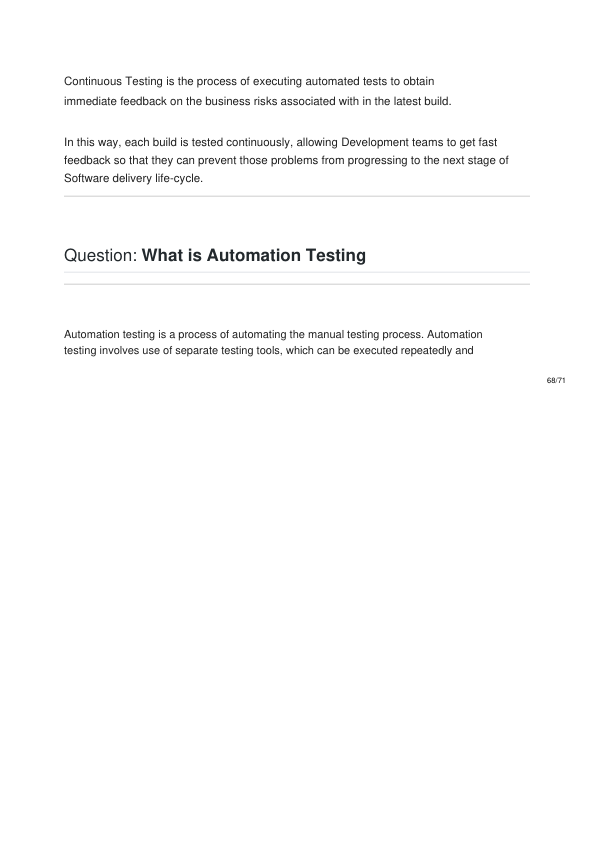 Continuous Testing is the process of executing automated tests to obtain
immediate feedback on the business risks associated with in the latest build.
In this way, each build is tested continuously, allowing Development teams to get fast
feedback so that they can prevent those problems from progressing to the next stage of
Software delivery life-cycle.
Question: What is Automation Testing
Automation testing is a process of automating the manual testing process. Automation
testing involves use of separate testing tools, which can be executed repeatedly and
68/71